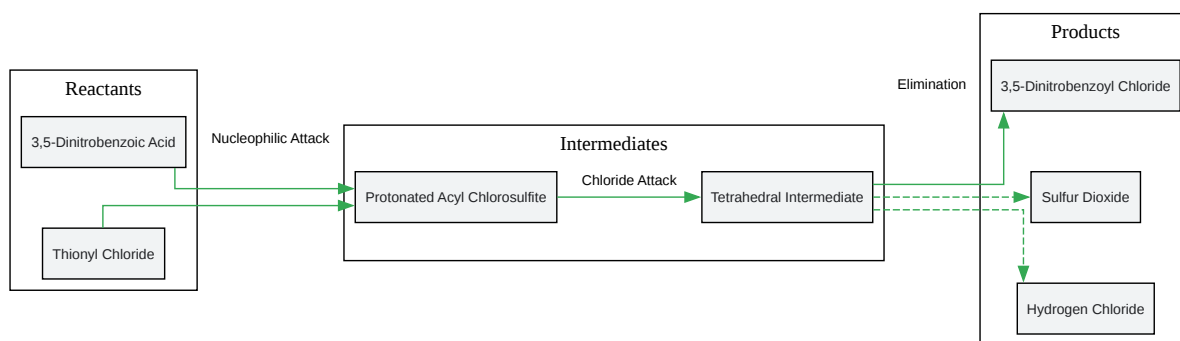 Reactants
3,5-Dinitrobenzoic Acid
Thionyl Chloride
Nucleophilic Attack
Intermediates
Protonated Acyl Chlorosulfite
Chloride Attack
Tetrahedral Intermediate
Elimination
Products
3,5-Dinitrobenzoyl Chloride
Sulfur Dioxide
Hydrogen Chloride